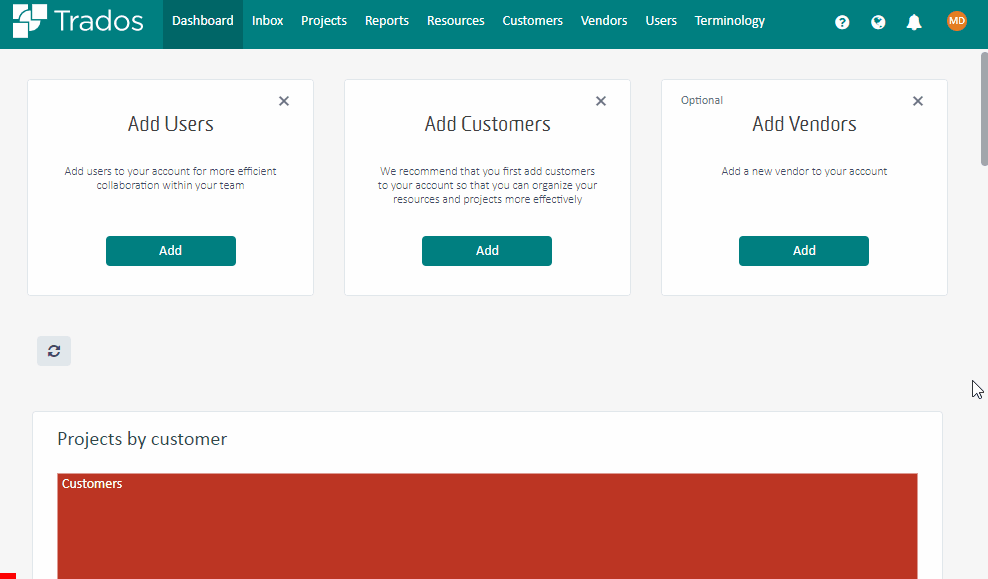 Trados
Dashboard Inbox Projects Reports Resources Customers Vendors Users Terminology
? MD
Add Users
Add users to your account for more efficient
collaboration within your team
Add
Add Customers
We recommend that you first add customers
to your account so that you can organize your
resources and projects more effectively
Add
Optional
Add Vendors
Add a new vendor to your account
Add
Projects by customer
Customers